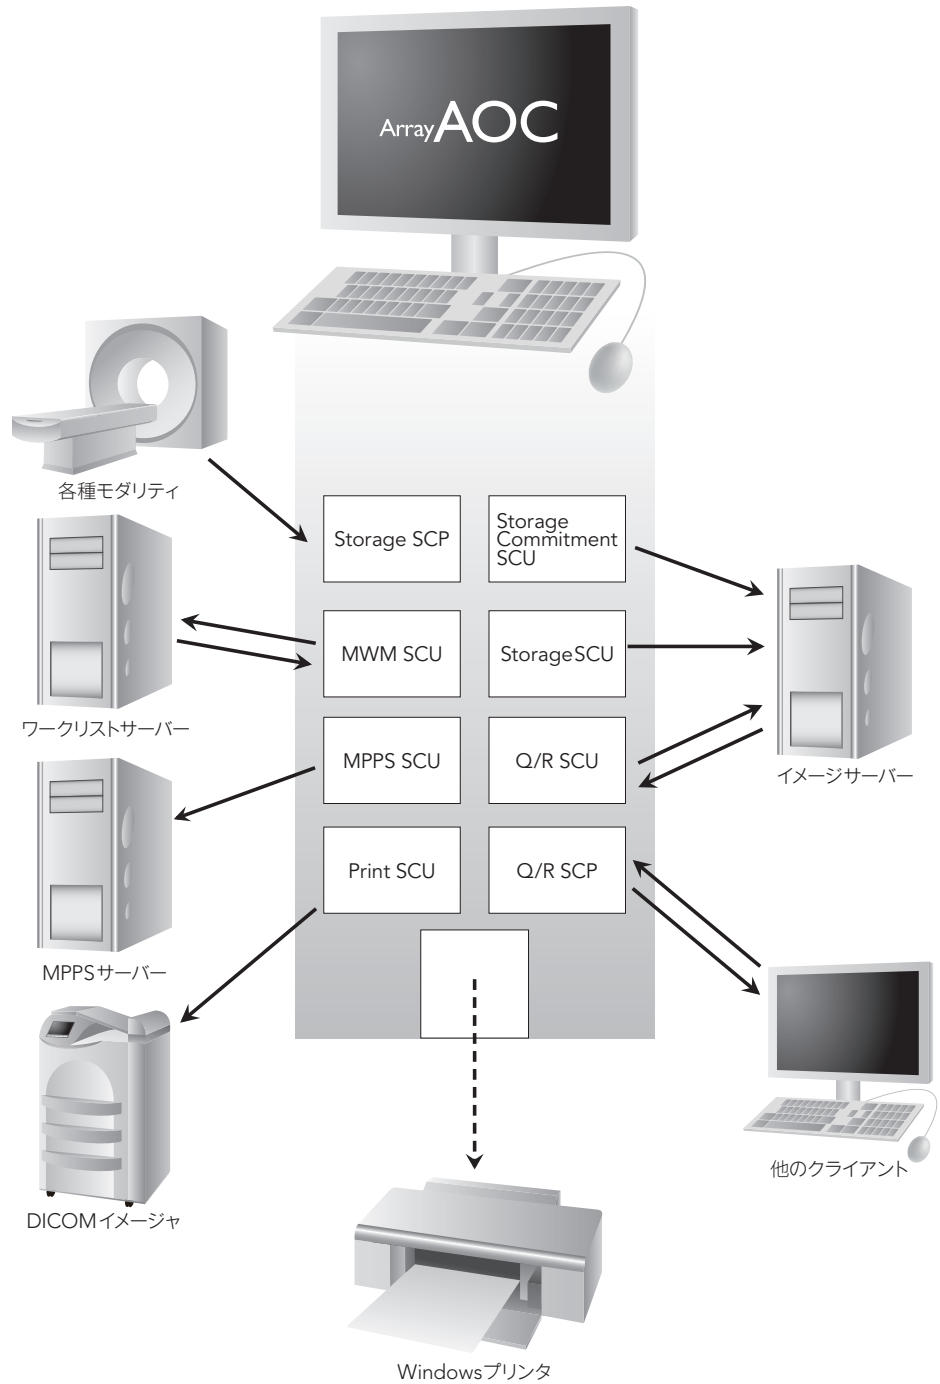 ArrayAOC
各種モダリティ
Storage SCP
Storage
Commitment
SCU
ワークリストサーバー
MWM SCU
StorageSCU
イメージサーバー
MPPS SCU
Q/R SCU
MPPSサーバー
Print SCU
Q/R SCP
他のクライアント
DICOMイメージャ
Windowsプリンタ